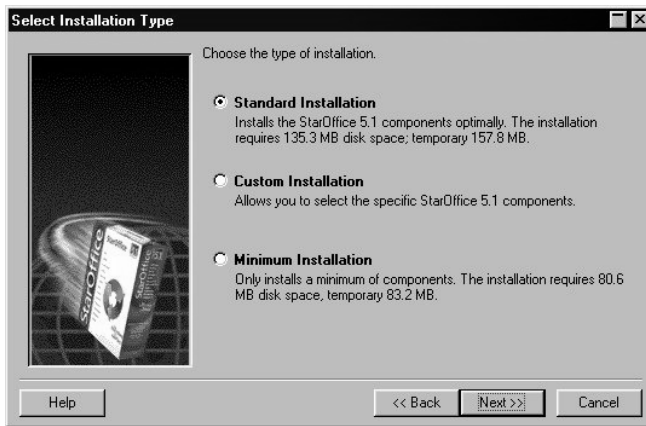 Select Installation Type
Choose the type of installation.
Standard Installation
Installs the StarOffice 5.1 components optimally. The installation
requires 135.3 MB disk space; temporary 157.8 MB.
Custom Installation
Allows you to select the specific StarOffice 5.1 components.
Minimum Installation
Only installs a minimum of components. The installation requires 80.6
MB disk space, temporary 83.2 MB.
StarOffice
StarOffice
Help
<< Back
Next >>
Cancel